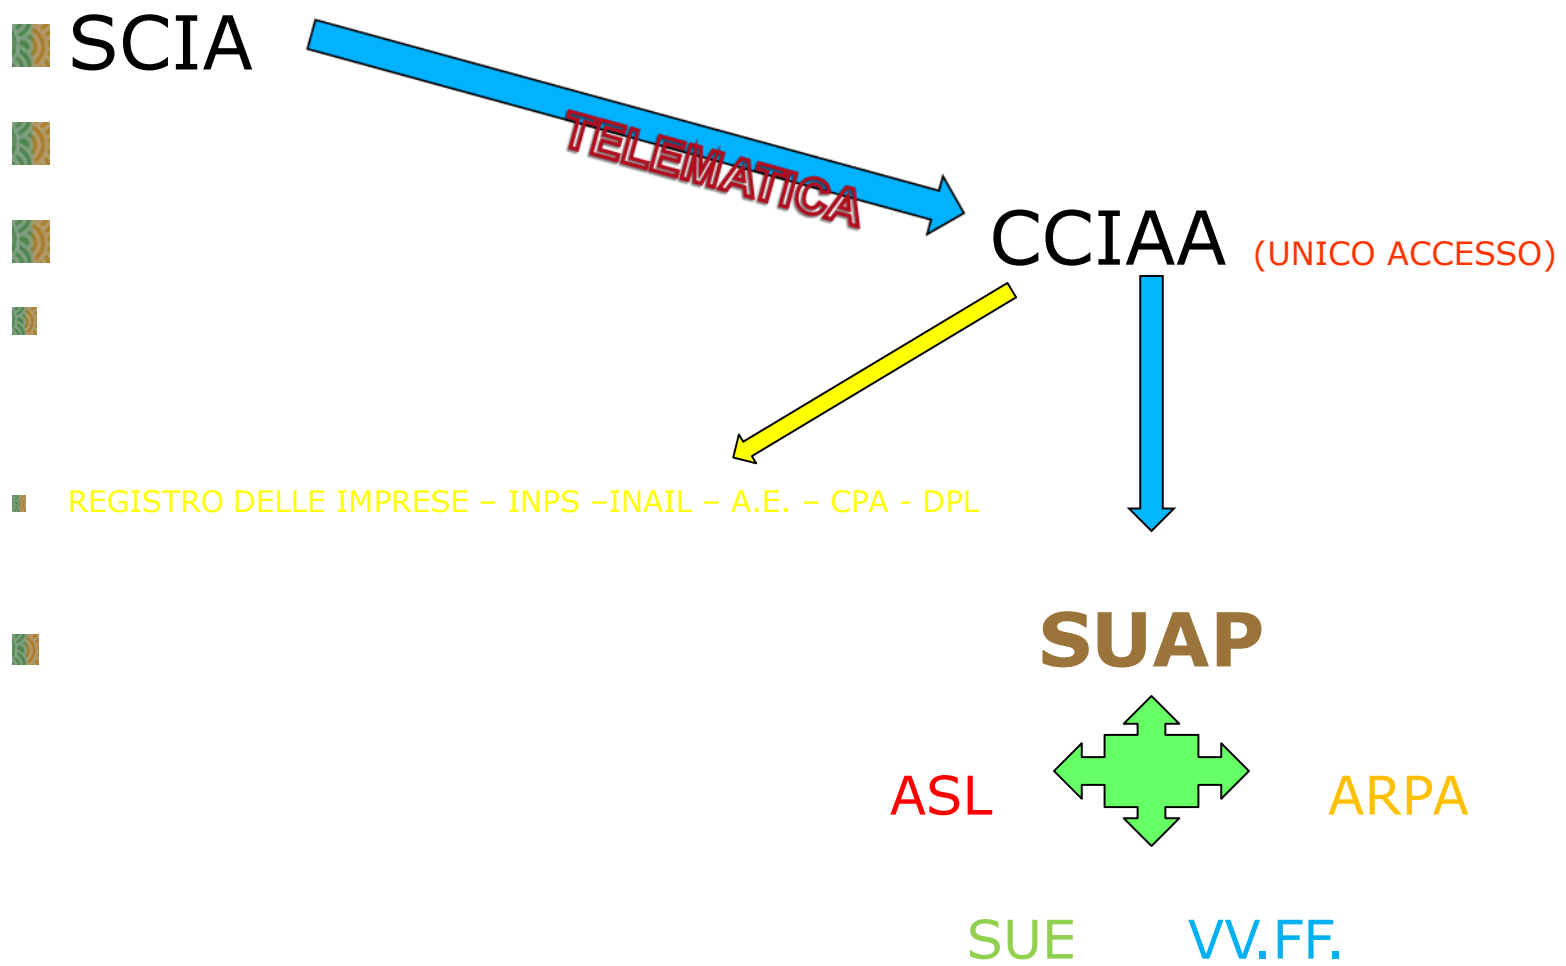 SCIA
TELEMATICA
CCIAA (UNICO ACCESSO)
REGISTRO DELLE IMPRESE – INPS –INAIL – A.E. – CPA - DPL
SUAP
ASL ARPA
SUE VV.FF.